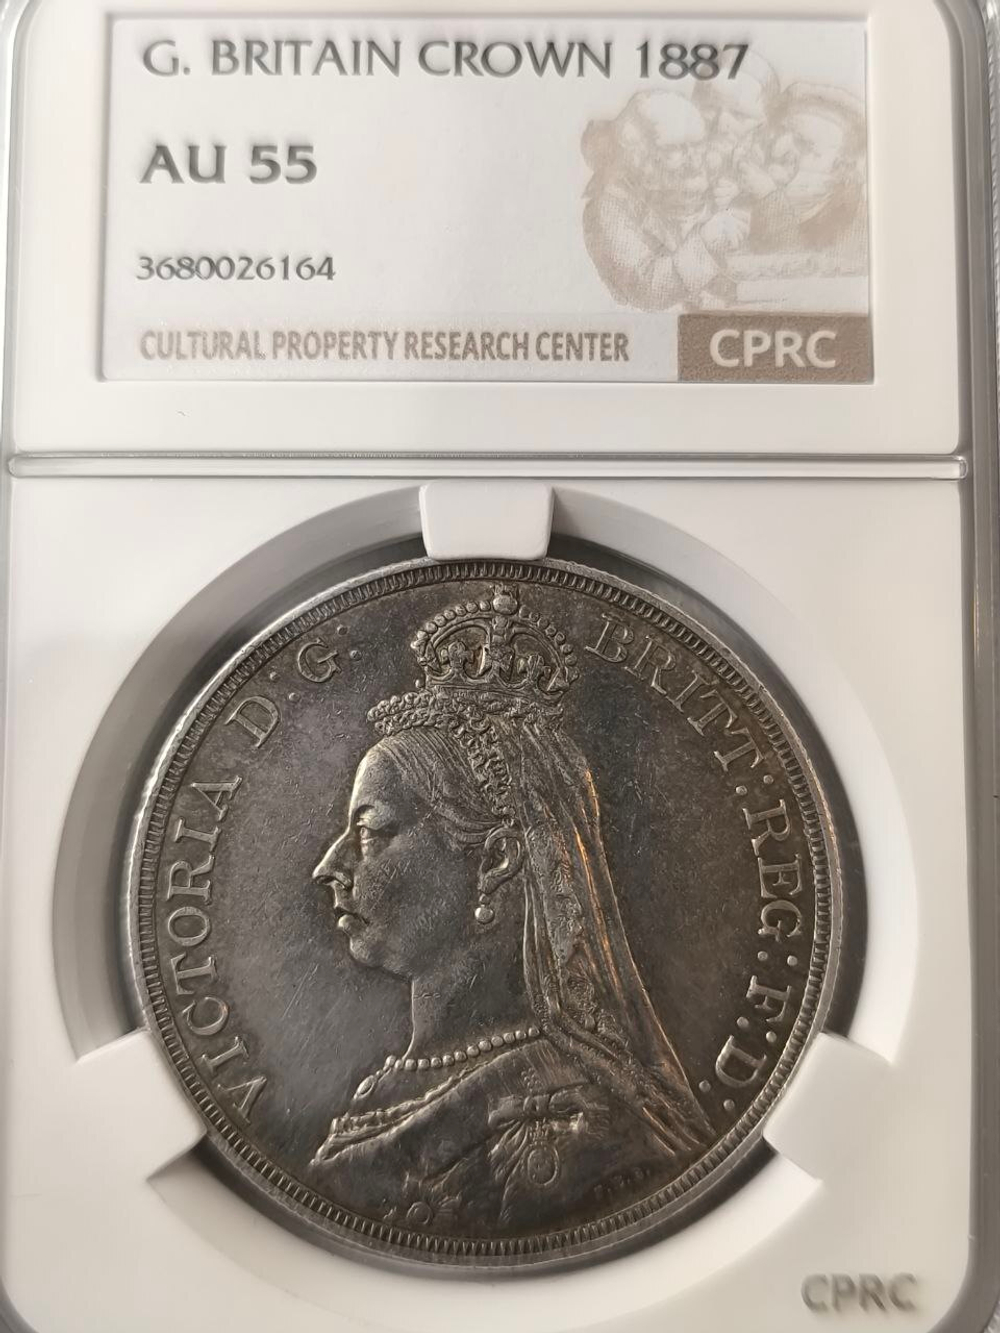 G. BRITAIN CROWN 1887
AU 55
3680026164
CULTURAL PROPERTY RESEARCH CENTER
CPRC
VICTORIA D·G: BRITT:REG:F:D:
CPRC